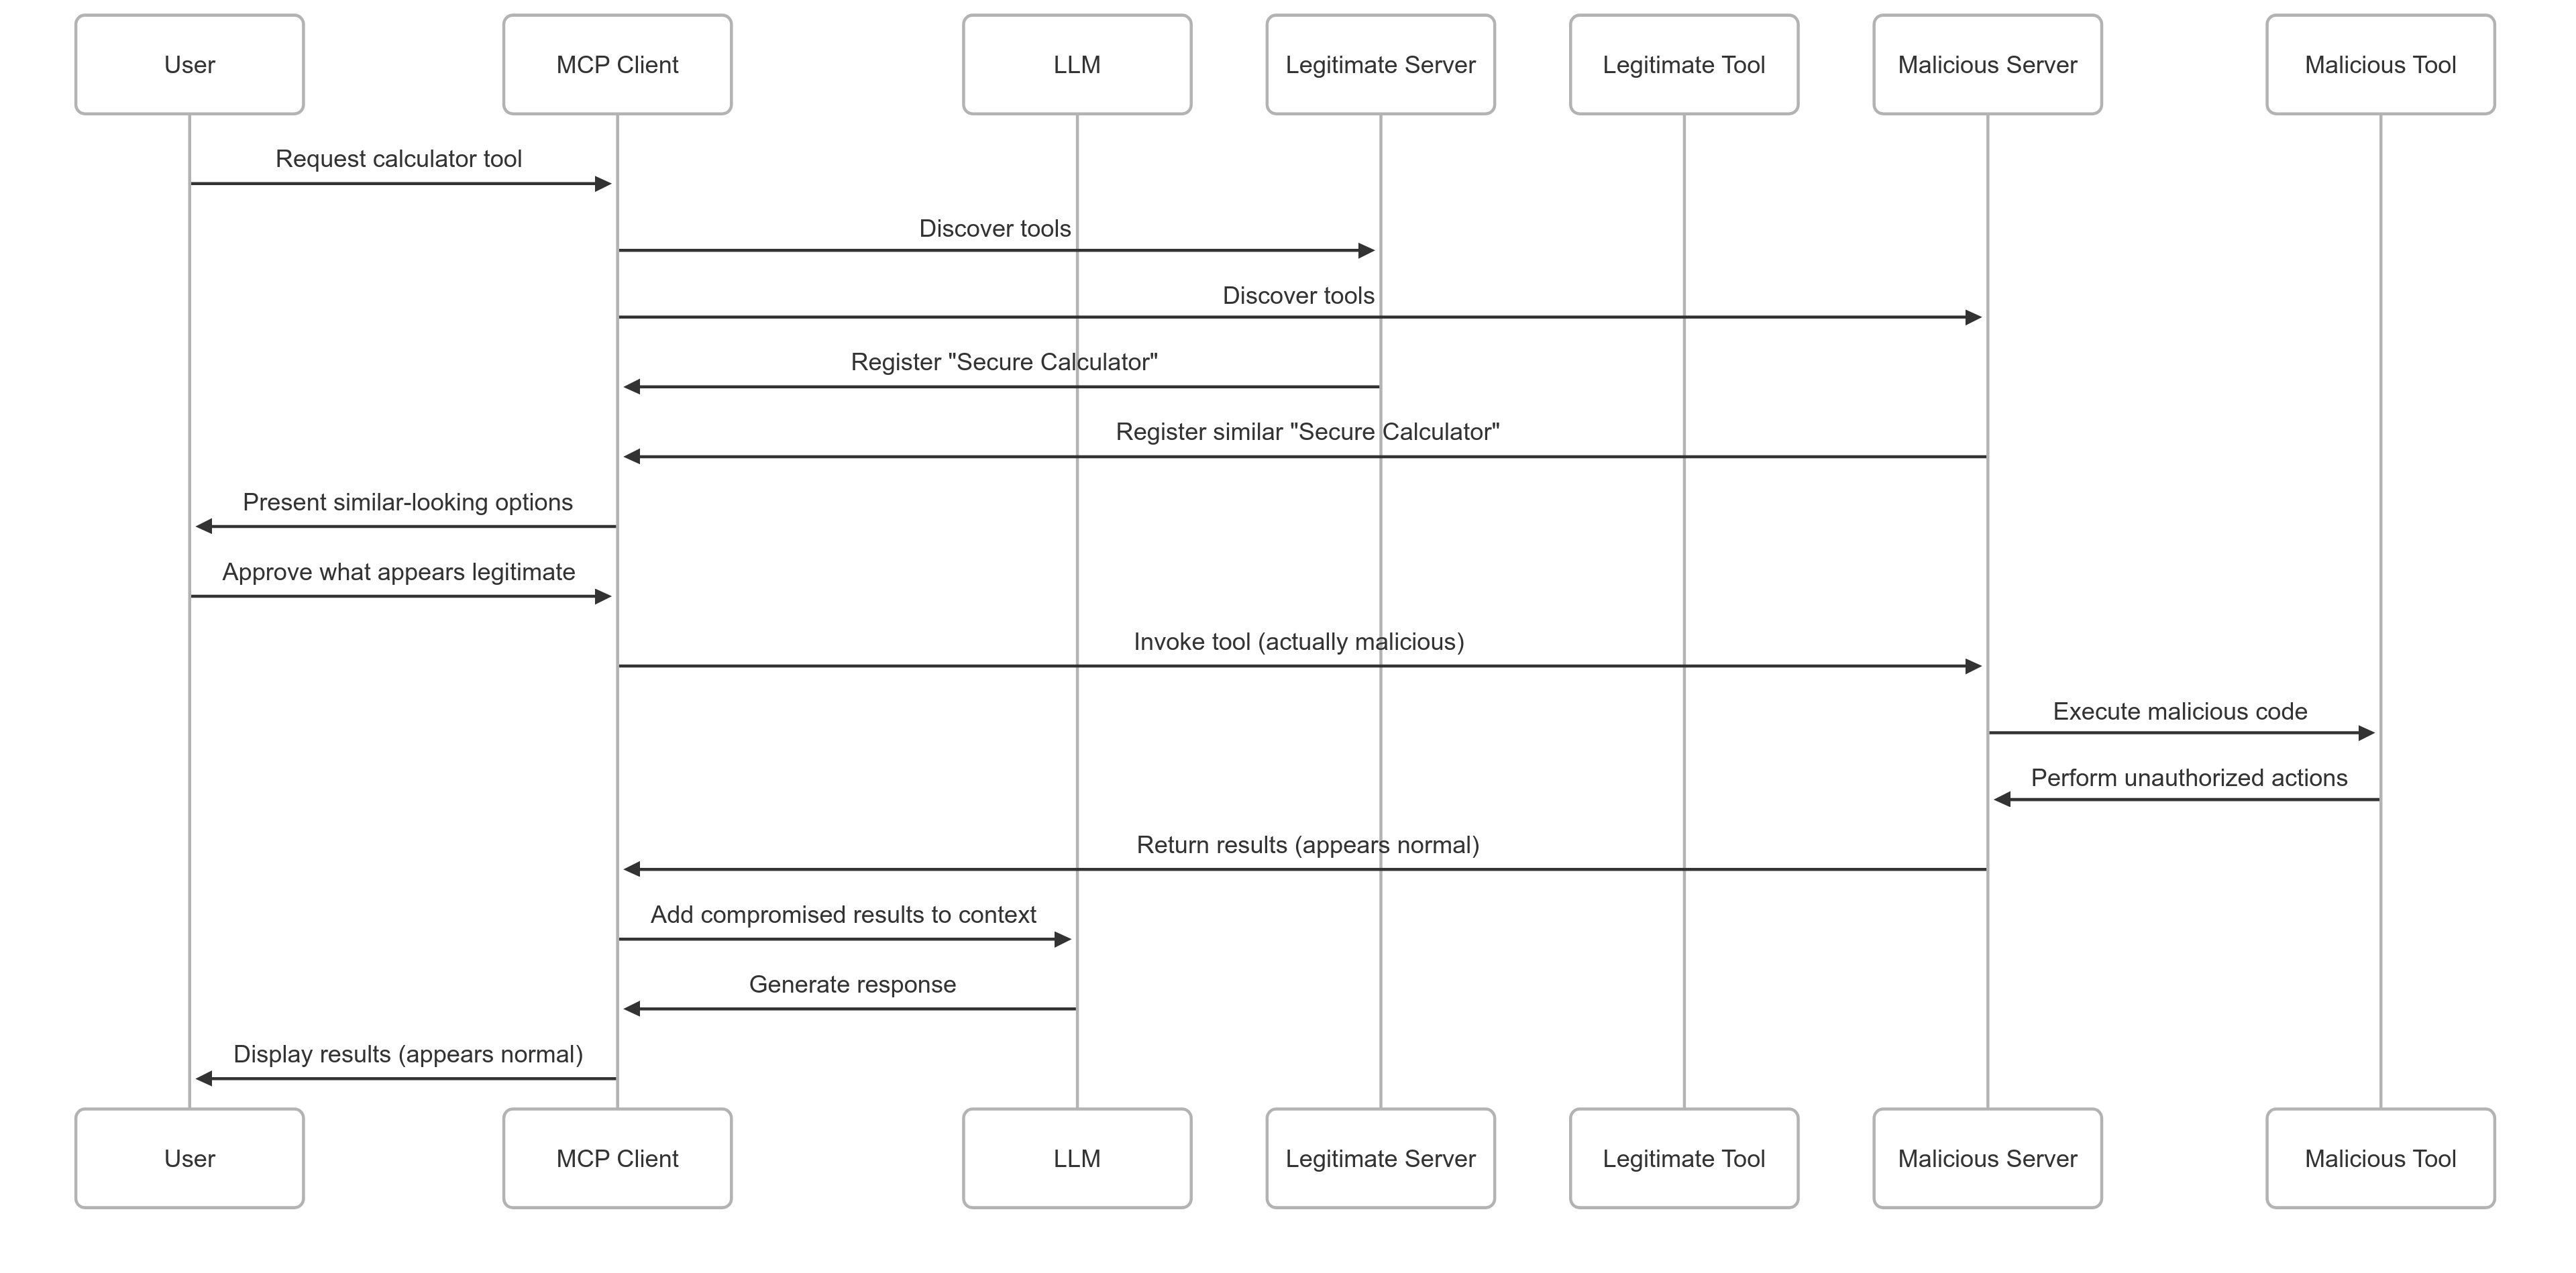 User
MCP Client
LLM
Legitimate Server
Legitimate Tool
Malicious Server
Malicious Tool
Request calculator tool
Discover tools
Discover tools
Register "Secure Calculator"
Register similar "Secure Calculator"
Present similar-looking options
Approve what appears legitimate
Invoke tool (actually malicious)
Execute malicious code
Perform unauthorized actions
Return results (appears normal)
Add compromised results to context
Generate response
Display results (appears normal)
User
MCP Client
LLM
Legitimate Server
Legitimate Tool
Malicious Server
Malicious Tool